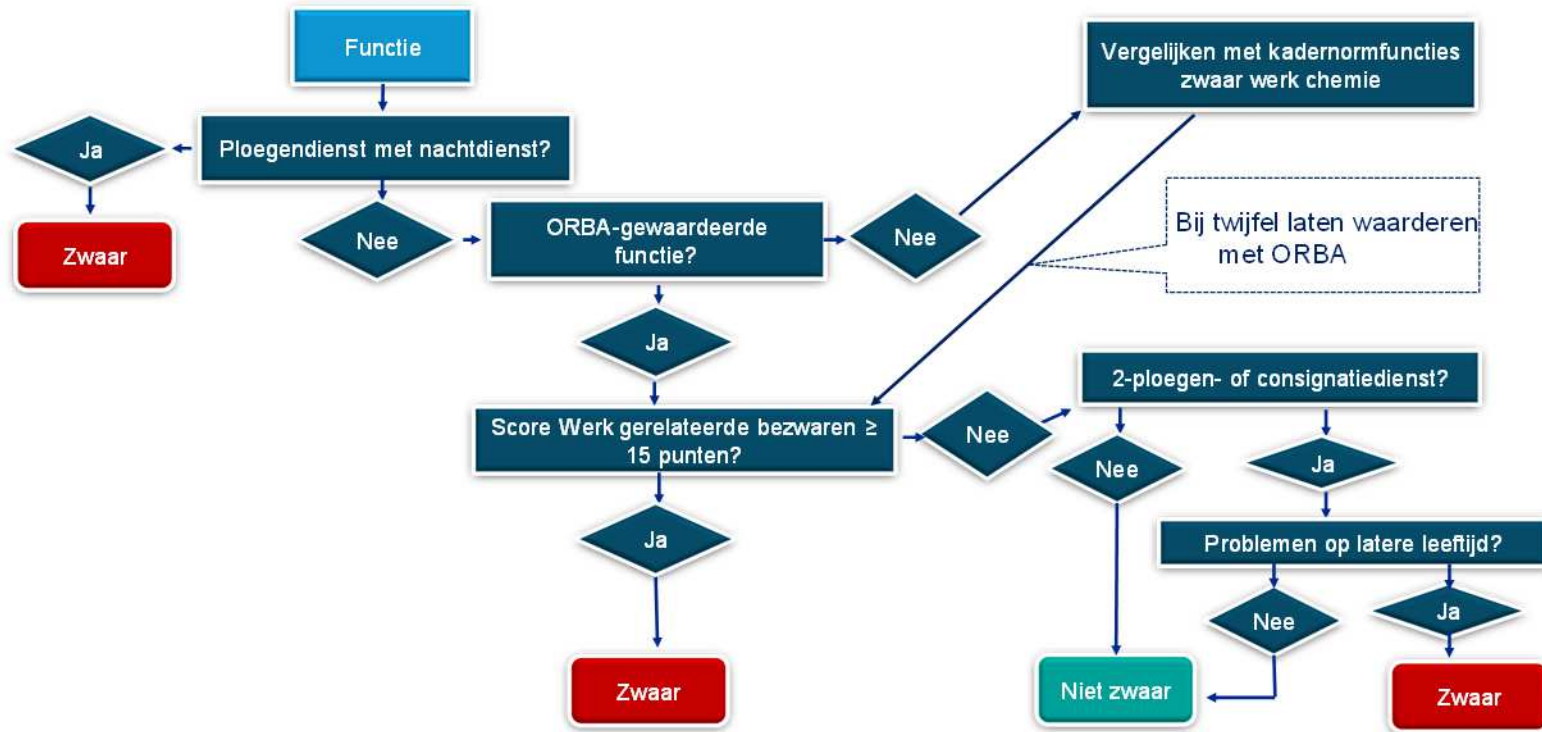 Functie
Vergelijken met kadernormfuncties
zwaar werk chemie
Ja
Ploegendienst met nachtdienst?
Zwaar
Nee
ORBA-gewaardeerde
functie?
Nee
Bij twijfel laten waarderen
met ORBA
Ja
2-ploegen- of consignatiedienst?
Score Werk gerelateerde bezwaren ≥
15 punten?
Nee
Nee
Ja
Ja
Problemen op latere leeftijd?
Nee
Ja
Zwaar
Niet zwaar
Zwaar